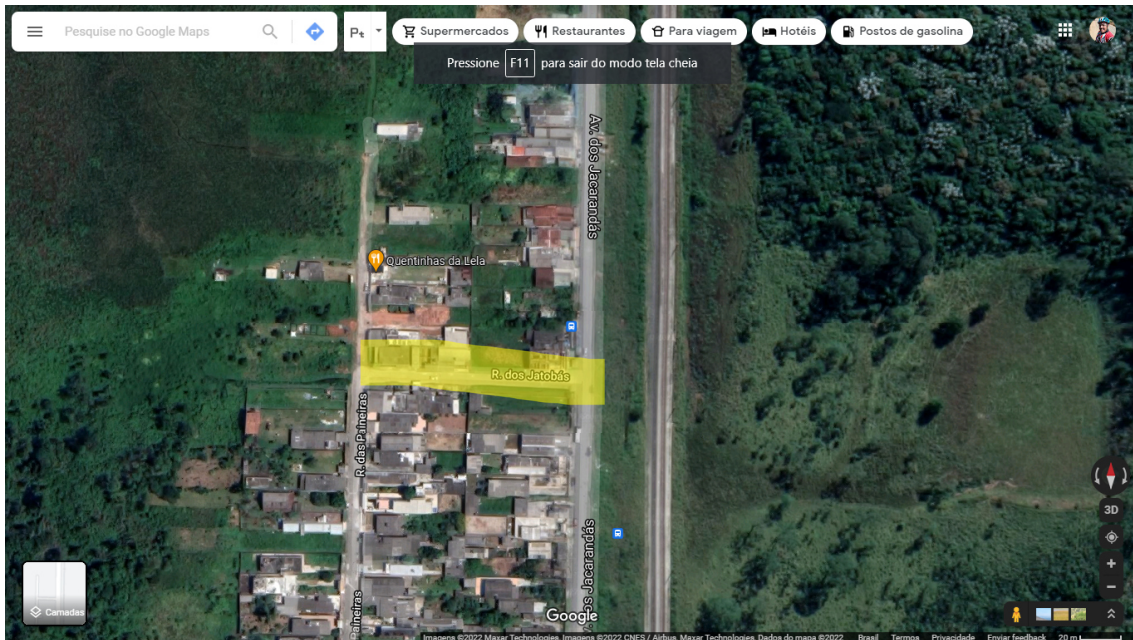 Pesquise no Google Maps
Supermercados
Restaurantes
Para viagem
Hotéis
Postos de gasolina
Pressione F11 para sair do modo tela cheia
Av. dos Jacarandás
Quentinhas da Lela
R. dos Jatobás
R. das Paineiras
os Jacarandás
Paineiras
3D
Camadas
Google
Imagens ©2022 Maxar Technologies, Imagens ©2022 CNES / Airbus, Maxar Technologies, Dados do mapa ©2022 Brasil Termos Privacidade Enviar feedback 20 m